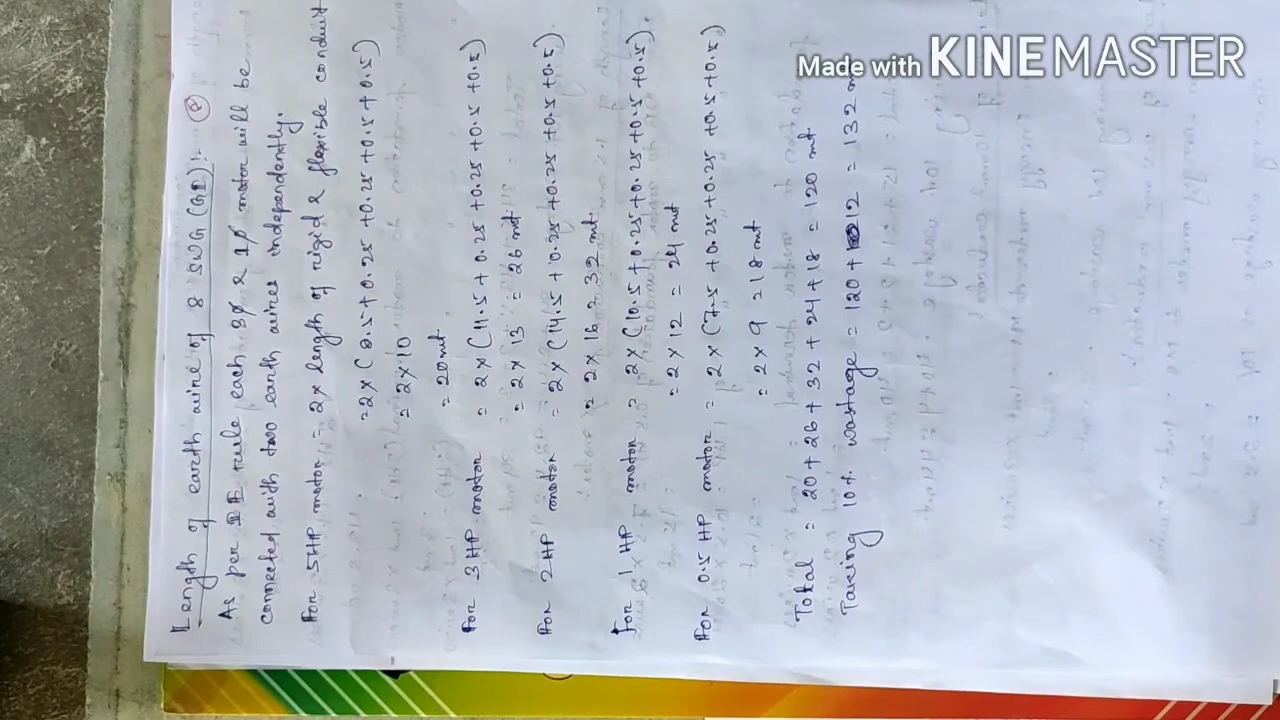 Length of earth wire of 8 SWG (GI):-
As per IE rule each 3ϕ & 1ϕ motor will be
connected with two earth wires independently.
For 5HP motor = 2x length of rigid & flexible conduit
= 2 x (8.5+0.25+0.25+0.5+0.5)
= 2 x 10
= 20 mt
For 3HP motor = 2 x (11.5+0.25+0.25+0.5+0.5)
= 2 x 13 = 26 mt
For 2HP motor = 2 x (14.5+0.25+0.25+0.5+0.5)
= 2 x 16 = 32 mt
For 1 HP motor = 2 x (10.5+0.25+0.25+0.5+0.5)
= 2 x 12 = 24 mt
For 0.5 HP motor = 2 x (7.5+0.25+0.25+0.5+0.5)
= 2 x 9 = 18 mt
Total = 20+26+32+24+18 = 120 mt
Taking 10% wastage = 120+12 = 132 m
Made with KINEMASTER